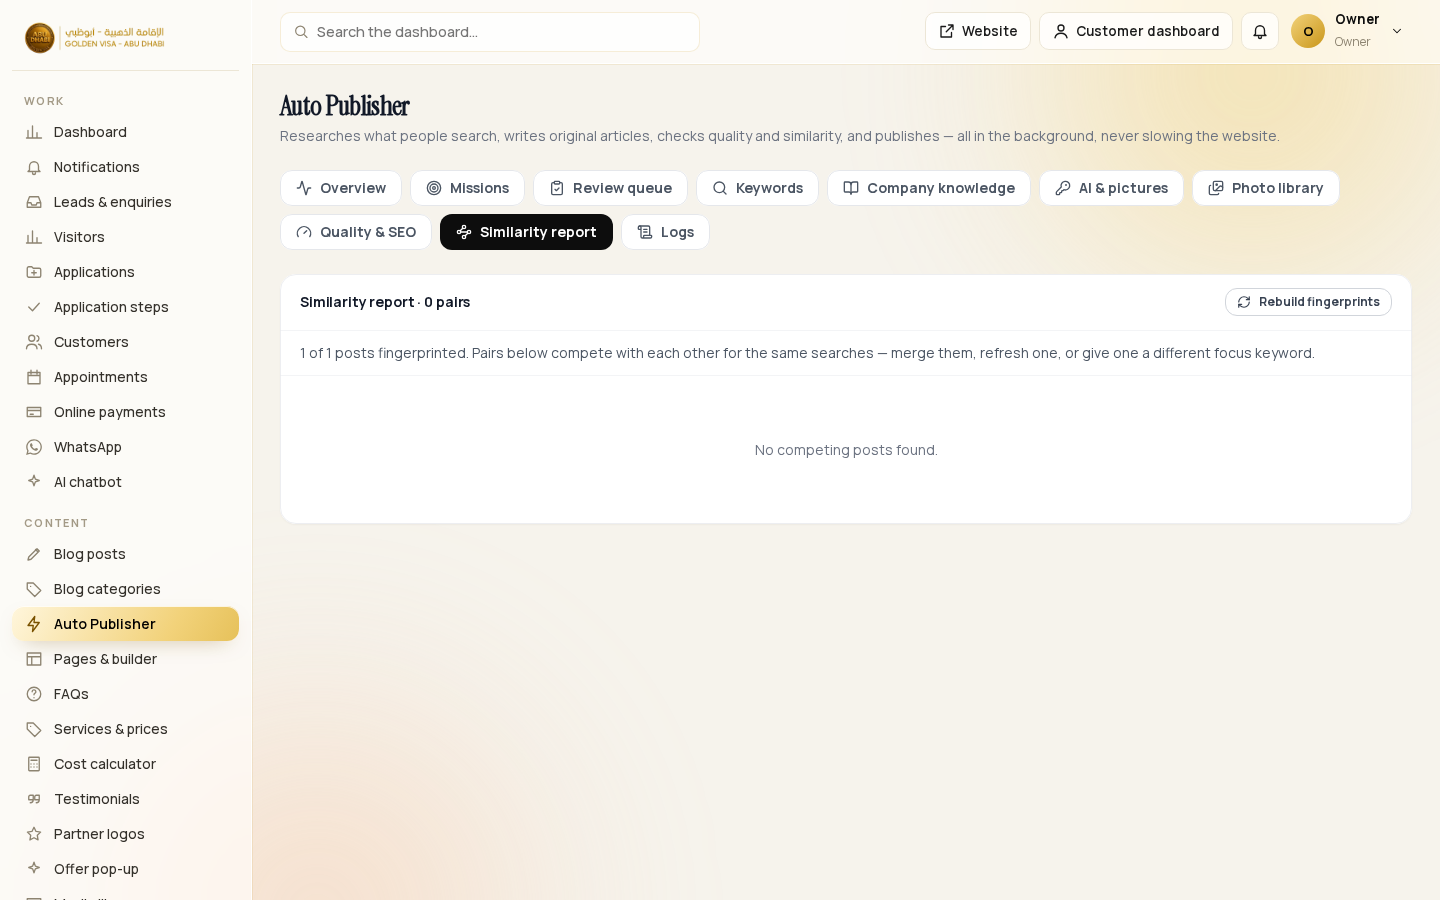 الإقامة الذهبية - ابوظبي
GOLDEN VISA - ABU DHABI
ABU DHABI
Search the dashboard...
Website
Customer dashboard
O
Owner
Owner
WORK
Dashboard
Notifications
Leads & enquiries
Visitors
Applications
Application steps
Customers
Appointments
Online payments
WhatsApp
AI chatbot
CONTENT
Blog posts
Blog categories
Auto Publisher
Pages & builder
FAQs
Services & prices
Cost calculator
Testimonials
Partner logos
Offer pop-up
Auto Publisher
Researches what people search, writes original articles, checks quality and similarity, and publishes — all in the background, never slowing the website.
Overview
Missions
Review queue
Keywords
Company knowledge
AI & pictures
Photo library
Quality & SEO
Similarity report
Logs
Similarity report · 0 pairs
Rebuild fingerprints
1 of 1 posts fingerprinted. Pairs below compete with each other for the same searches — merge them, refresh one, or give one a different focus keyword.
No competing posts found.